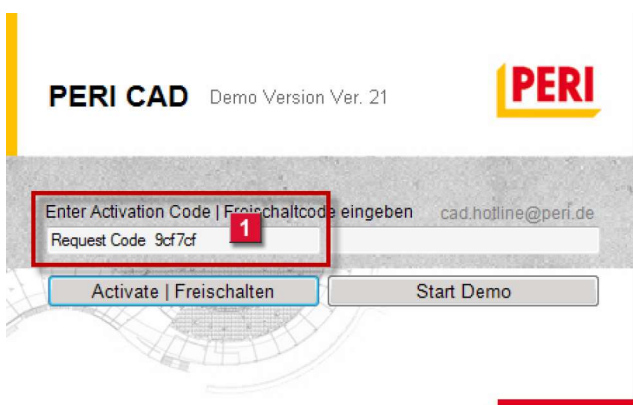 PERI CAD Demo Version Ver. 21
PERI
Enter Activation Code | Freischaltcode eingeben cad.hotline@peri.de
Request Code 9cf7cf
1
Activate | Freischalten
Start Demo